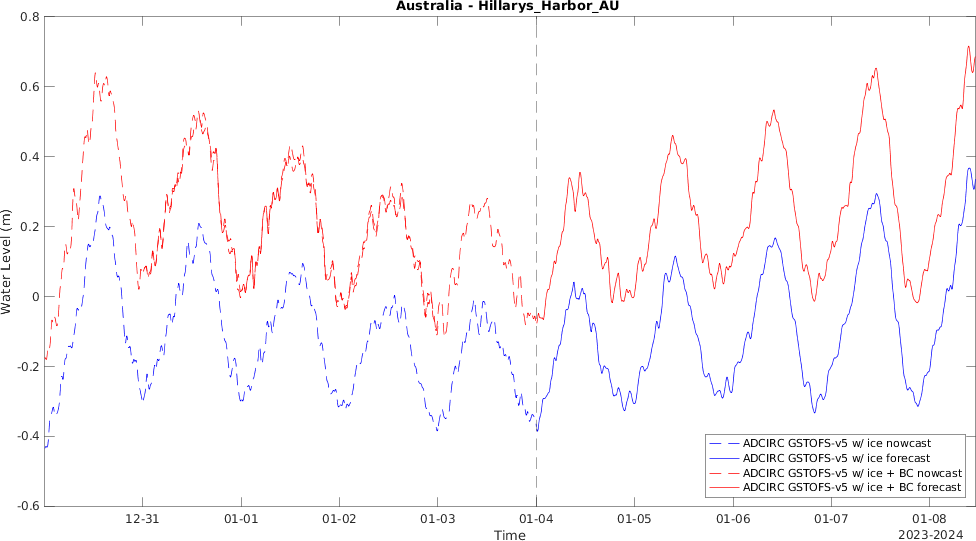 Australia - Hillarys_Harbor_AU
Water Level (m)
0.8
0.6
0.4
0.2
0
-0.2
-0.4
-0.6
ADCIRC GSTOFS-v5 w/ ice nowcast
ADCIRC GSTOFS-v5 w/ ice forecast
ADCIRC GSTOFS-v5 w/ ice + BC nowcast
ADCIRC GSTOFS-v5 w/ ice + BC forecast
12-31 01-01 01-02 01-03 01-04 01-05 01-06 01-07 01-08
Time
2023-2024